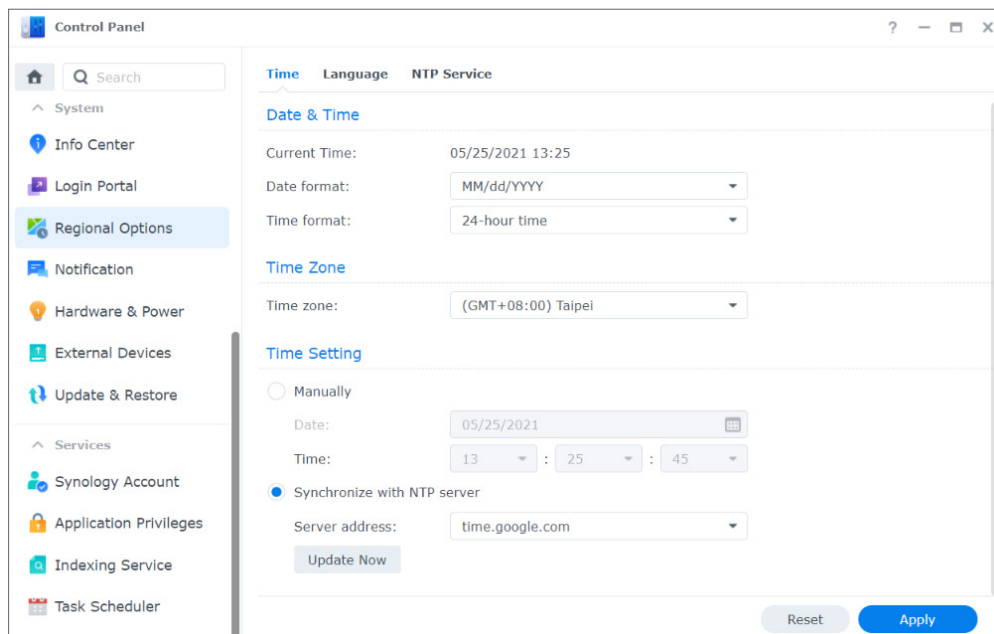 Control Panel
?
Search
System
Info Center
Login Portal
Regional Options
Notification
Hardware & Power
External Devices
Update & Restore
Services
Synology Account
Application Privileges
Indexing Service
Task Scheduler
Time Language NTP Service
Date & Time
Current Time: 05/25/2021 13:25
Date format: MM/dd/YYYY
Time format: 24-hour time
Time Zone
Time zone: (GMT+08:00) Taipei
Time Setting
Manually
Date: 05/25/2021
Time: 13 : 25 : 45
Synchronize with NTP server
Server address: time.google.com
Update Now
Reset Apply